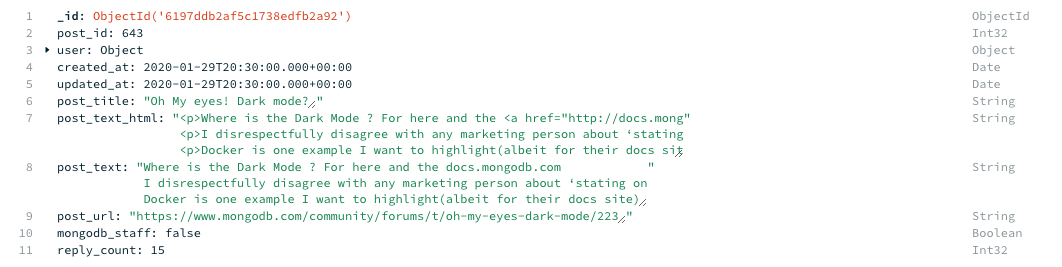 1 _id: ObjectId('6197ddb2af5c1738edfb2a92') ObjectId
2 post_id: 643 Int32
3 user: Object Object
4 created_at: 2020-01-29T20:30:00.000+00:00 Date
5 updated_at: 2020-01-29T20:30:00.000+00:00 Date
6 post_title: "Oh My eyes! Dark mode?" String
7 post_text_html: "<p>Where is the Dark Mode ? For here and the <a href="http://docs.mong" String
<p>I disrespectfully disagree with any marketing person about ‘stating
<p>Docker is one example I want to highlight(albeit for their docs sit
8 post_text: "Where is the Dark Mode ? For here and the docs.mongodb.com " String
I disrespectfully disagree with any marketing person about ‘stating on
Docker is one example I want to highlight(albeit for their docs site)
9 post_url: "https://www.mongodb.com/community/forums/t/oh-my-eyes-dark-mode/223" String
10 mongodb_staff: false Boolean
11 reply_count: 15 Int32